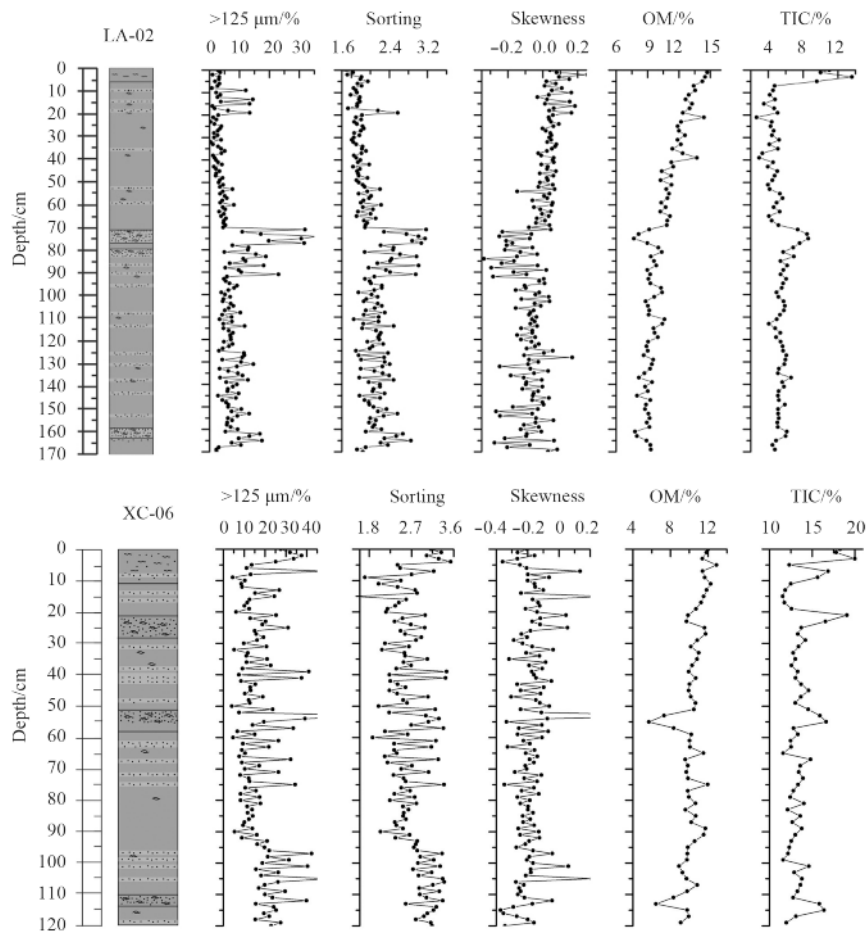 LA-02
>125 μm/%
Sorting
Skewness
OM/%
TIC/%
0 10 20 30
1.6 2.4 3.2
−0.2 0.0 0.2
6 9 12 15
4 8 12
Depth/cm
0
10
20
30
40
50
60
70
80
90
100
110
120
130
140
150
160
170
XC-06
>125 μm/%
Sorting
Skewness
OM/%
TIC/%
0 10 20 30 40
1.8 2.7 3.6
−0.4 −0.2 0 0.2
4 8 12
10 15 20
Depth/cm
0
10
20
30
40
50
60
70
80
90
100
110
120